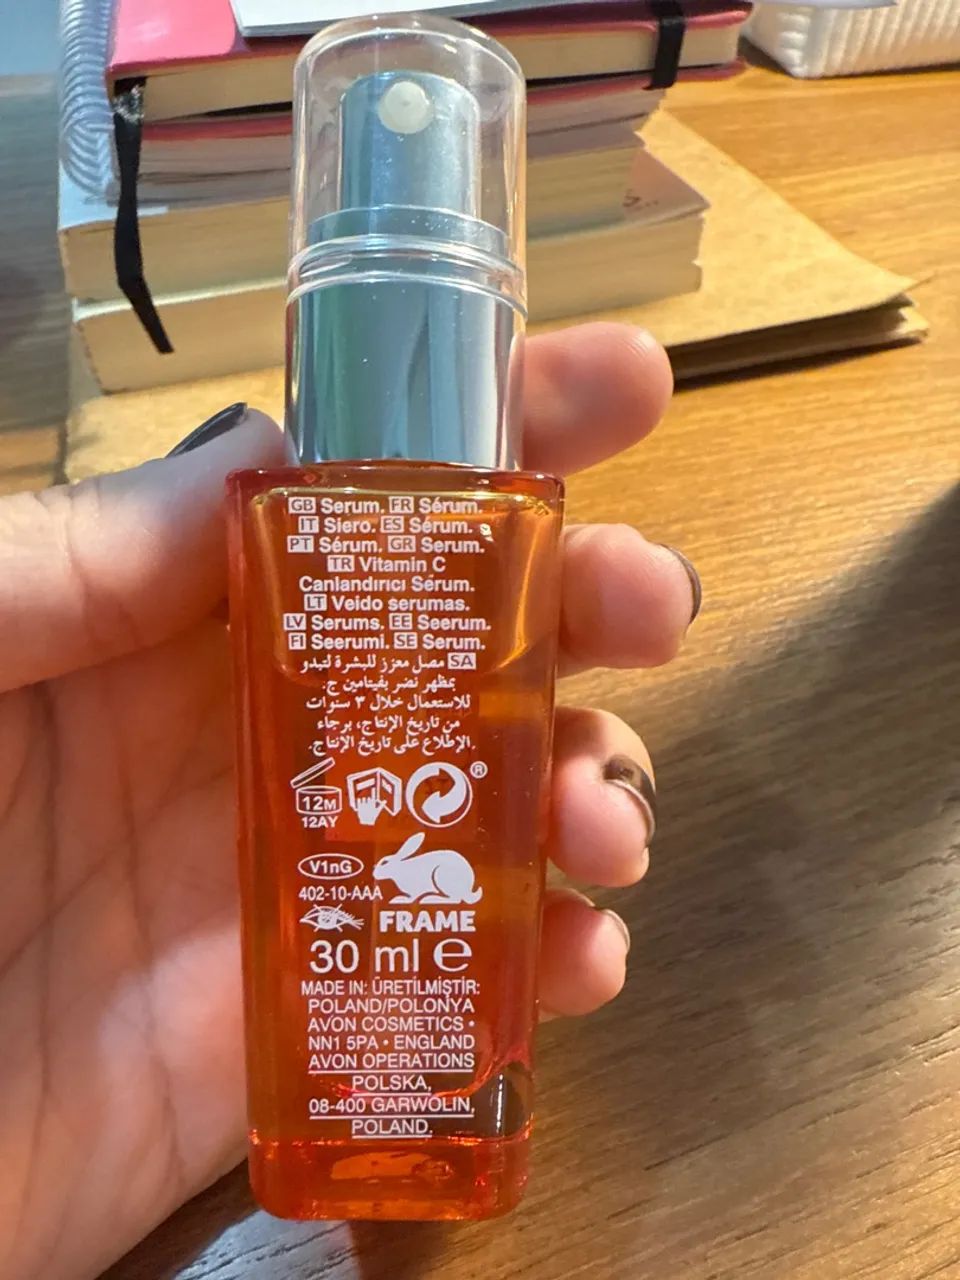 GB Serum. FR Sérum.
IT Siero. ES Sérum.
PT Sérum. GR Serum.
TR Vitamin C
Canlandırıcı Serum.
LT Veido serumas.
LV Serums. EE Seerum.
FI Seerumi. SE Serum.
SA مصل معزز للبشرة لتبدو
بمظهر نضر بفيتامين ج.
للاستعمال خلال ٣ سنوات
من تاريخ الإنتاج، برجاء
الإطلاع على تاريخ الإنتاج.
12M
12AY
®
V1nG
402-10-AAA
FRAME
30 ml e
MADE IN: ÜRETİLMİŞTİR:
POLAND/POLONYA
AVON COSMETICS •
NN1 5PA • ENGLAND
AVON OPERATIONS
POLSKA,
08-400 GARWOLIN,
POLAND.